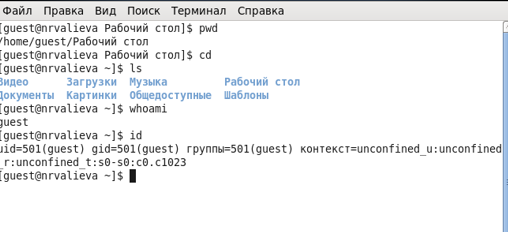 Файл Правка Вид Поиск Терминал Справка
[guest@nrvalieva Рабочий стол]$ pwd
/home/guest/Рабочий стол
[guest@nrvalieva Рабочий стол]$ cd
[guest@nrvalieva ~]$ ls
Видео Загрузки Музыка Рабочий стол
Документы Картинки Общедоступные Шаблоны
[guest@nrvalieva ~]$ whoami
guest
[guest@nrvalieva ~]$ id
uid=501(guest) gid=501(guest) группы=501(guest) контекст=unconfined_u:unconfined
_r:unconfined_t:s0-s0:c0.c1023
[guest@nrvalieva ~]$